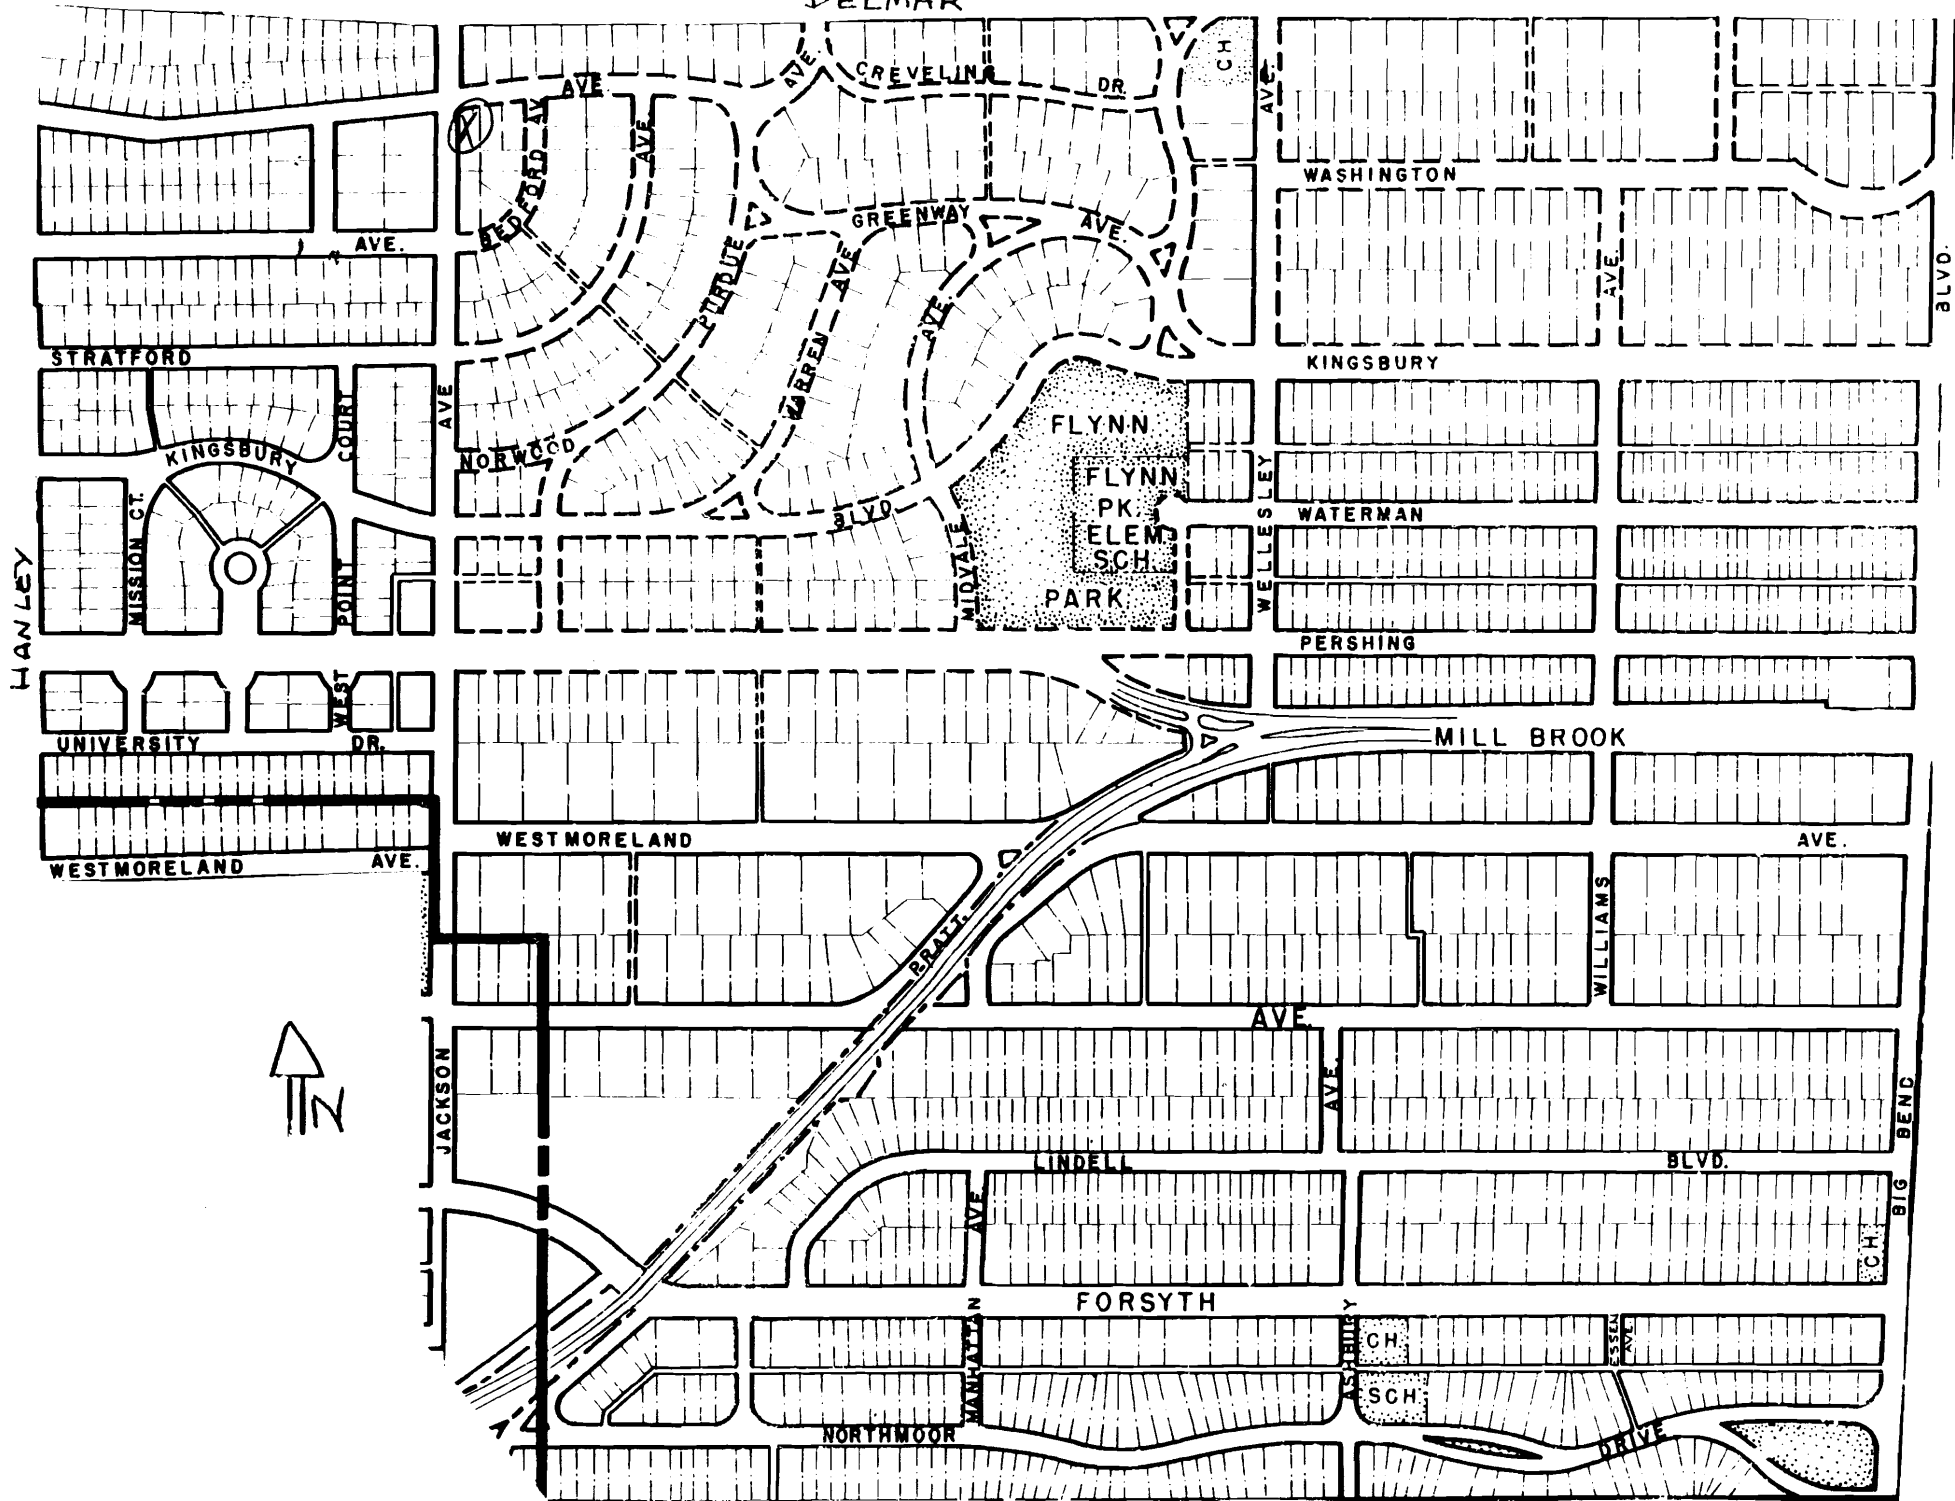 DELMAR
AVE.
CREVELING
DR.
CH
AVE.
AVE.
BEDFORD AV
AVE.
WASHINGTON
AVE.
GREENWAY
AVE.
PURDUE
WARREN AVE
AVE.
AVE.
BLVD.
STRATFORD
KINGSBURY
COURT
AVE
FLYNN
KINGSBURY
NORWOOD
FLYNN
PK.
ELEM
SCH.
PARK
WELLESLEY
WATERMAN
BLVD.
MISSION CT.
MIDVALE
POINT
HANLEY
PERSHING
WEST
UNIVERSITY
DR.
MILL BROOK
WESTMORELAND
AVE.
WESTMORELAND
AVE.
WILLIAMS
PRATT
AVE.
JACKSON
AVE.
N
BIG BEND
LINDELL
BLVD.
AVE.
CH.
FORSYTH
MANHATTAN
ASHBURY
CH.
ESSEX
AVE.
SCH.
NORTHMOOR
DRIVE